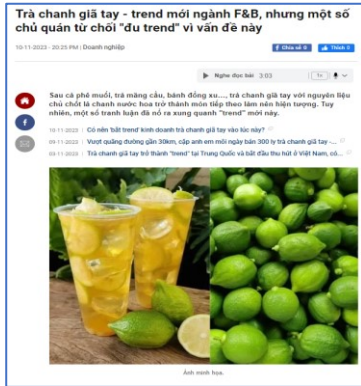 Trà chanh giã tay - trend mới ngành F&B, nhưng một số
chủ quán từ chối "đu trend" vì vấn đề này
10-11-2023 - 20:25 PM | Doanh nghiệp
Chia sẻ 0
Thích 0
Nghe đọc bài 3:03
1x
Sau cà phê muối, trà mãng cầu, bánh đồng xu..., trà chanh giã tay với nguyên liệu
chủ chốt là chanh nước hoa trở thành món tiếp theo làm nên hiện tượng. Tuy
nhiên, một số tranh luận đã nổ ra xung quanh "trend" mới này.
10-11-2023 Có nên 'bắt trend' kinh doanh trà chanh giã tay vào lúc này?
09-11-2023 Vượt quãng đường gần 30km, cặp anh em mỗi ngày bán 300 ly trà chanh giã tay -...
09-11-2023 Trà chanh giã tay trở thành "trend" tại Trung Quốc và bắt đầu thu hút ở Việt Nam, có...
Ảnh minh họa.